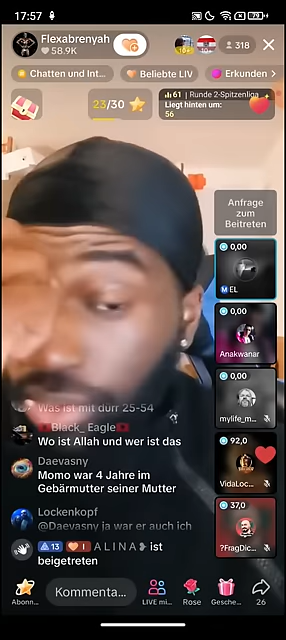 17:57
79
Flexabrenyah
58.9K
10+
318
Chatten und Int...
Beliebte LIV
Erkunden
23/30
61 | Runde 2-Spitzenliga
Liegt hinten um:
56
Anfrage
zum
Beitreten
0,00
M EL
0,00
Anakwanar
0,00
mylife_m...
92,0
VidaLoc...
37,0
?FragDic...
Was ist mit dürr 25-54
Black_Eagle
Wo ist Allah und wer ist das
Daevasny
Momo war 4 Jahre im
Gebärmutter seiner Mutter
Lockenkopf
@Daevasny ja war er auch ich
13 I A L I N A ist
beigetreten
Kommenta...
Abonn...
LIVE mi...
Rose
Gesche...
26